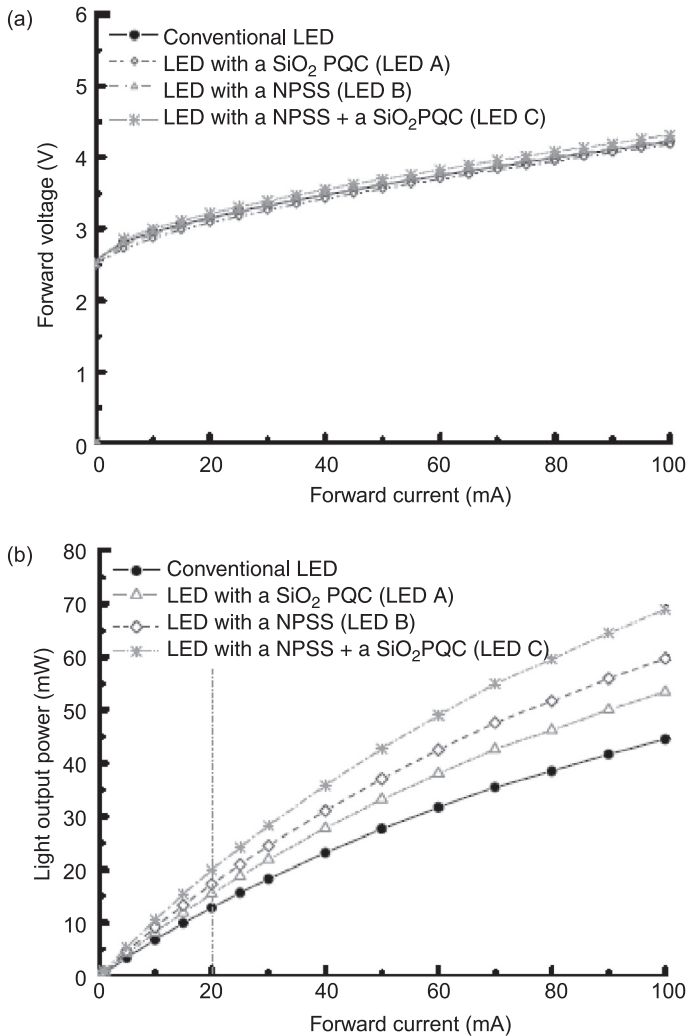 (a)
6
5
4
3
2
1
0
Forward voltage (V)
Conventional LED
LED with a SiO₂ PQC (LED A)
LED with a NPSS (LED B)
LED with a NPSS + a SiO₂PQC (LED C)
0 20 40 60 80 100
Forward current (mA)
(b)
80
70
60
50
40
30
20
10
0
Light output power (mW)
Conventional LED
LED with a SiO₂ PQC (LED A)
LED with a NPSS (LED B)
LED with a NPSS + a SiO₂PQC (LED C)
0 20 40 60 80 100
Forward current (mA)